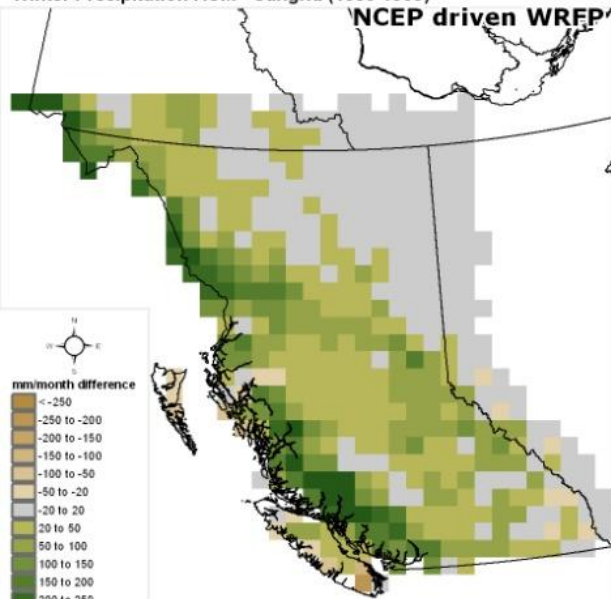 NCEP driven WRFP
N
W
E
S
mm/month difference
< -250
-250 to -200
-200 to -150
-150 to -100
-100 to -50
-50 to -20
-20 to 20
20 to 50
50 to 100
100 to 150
150 to 200